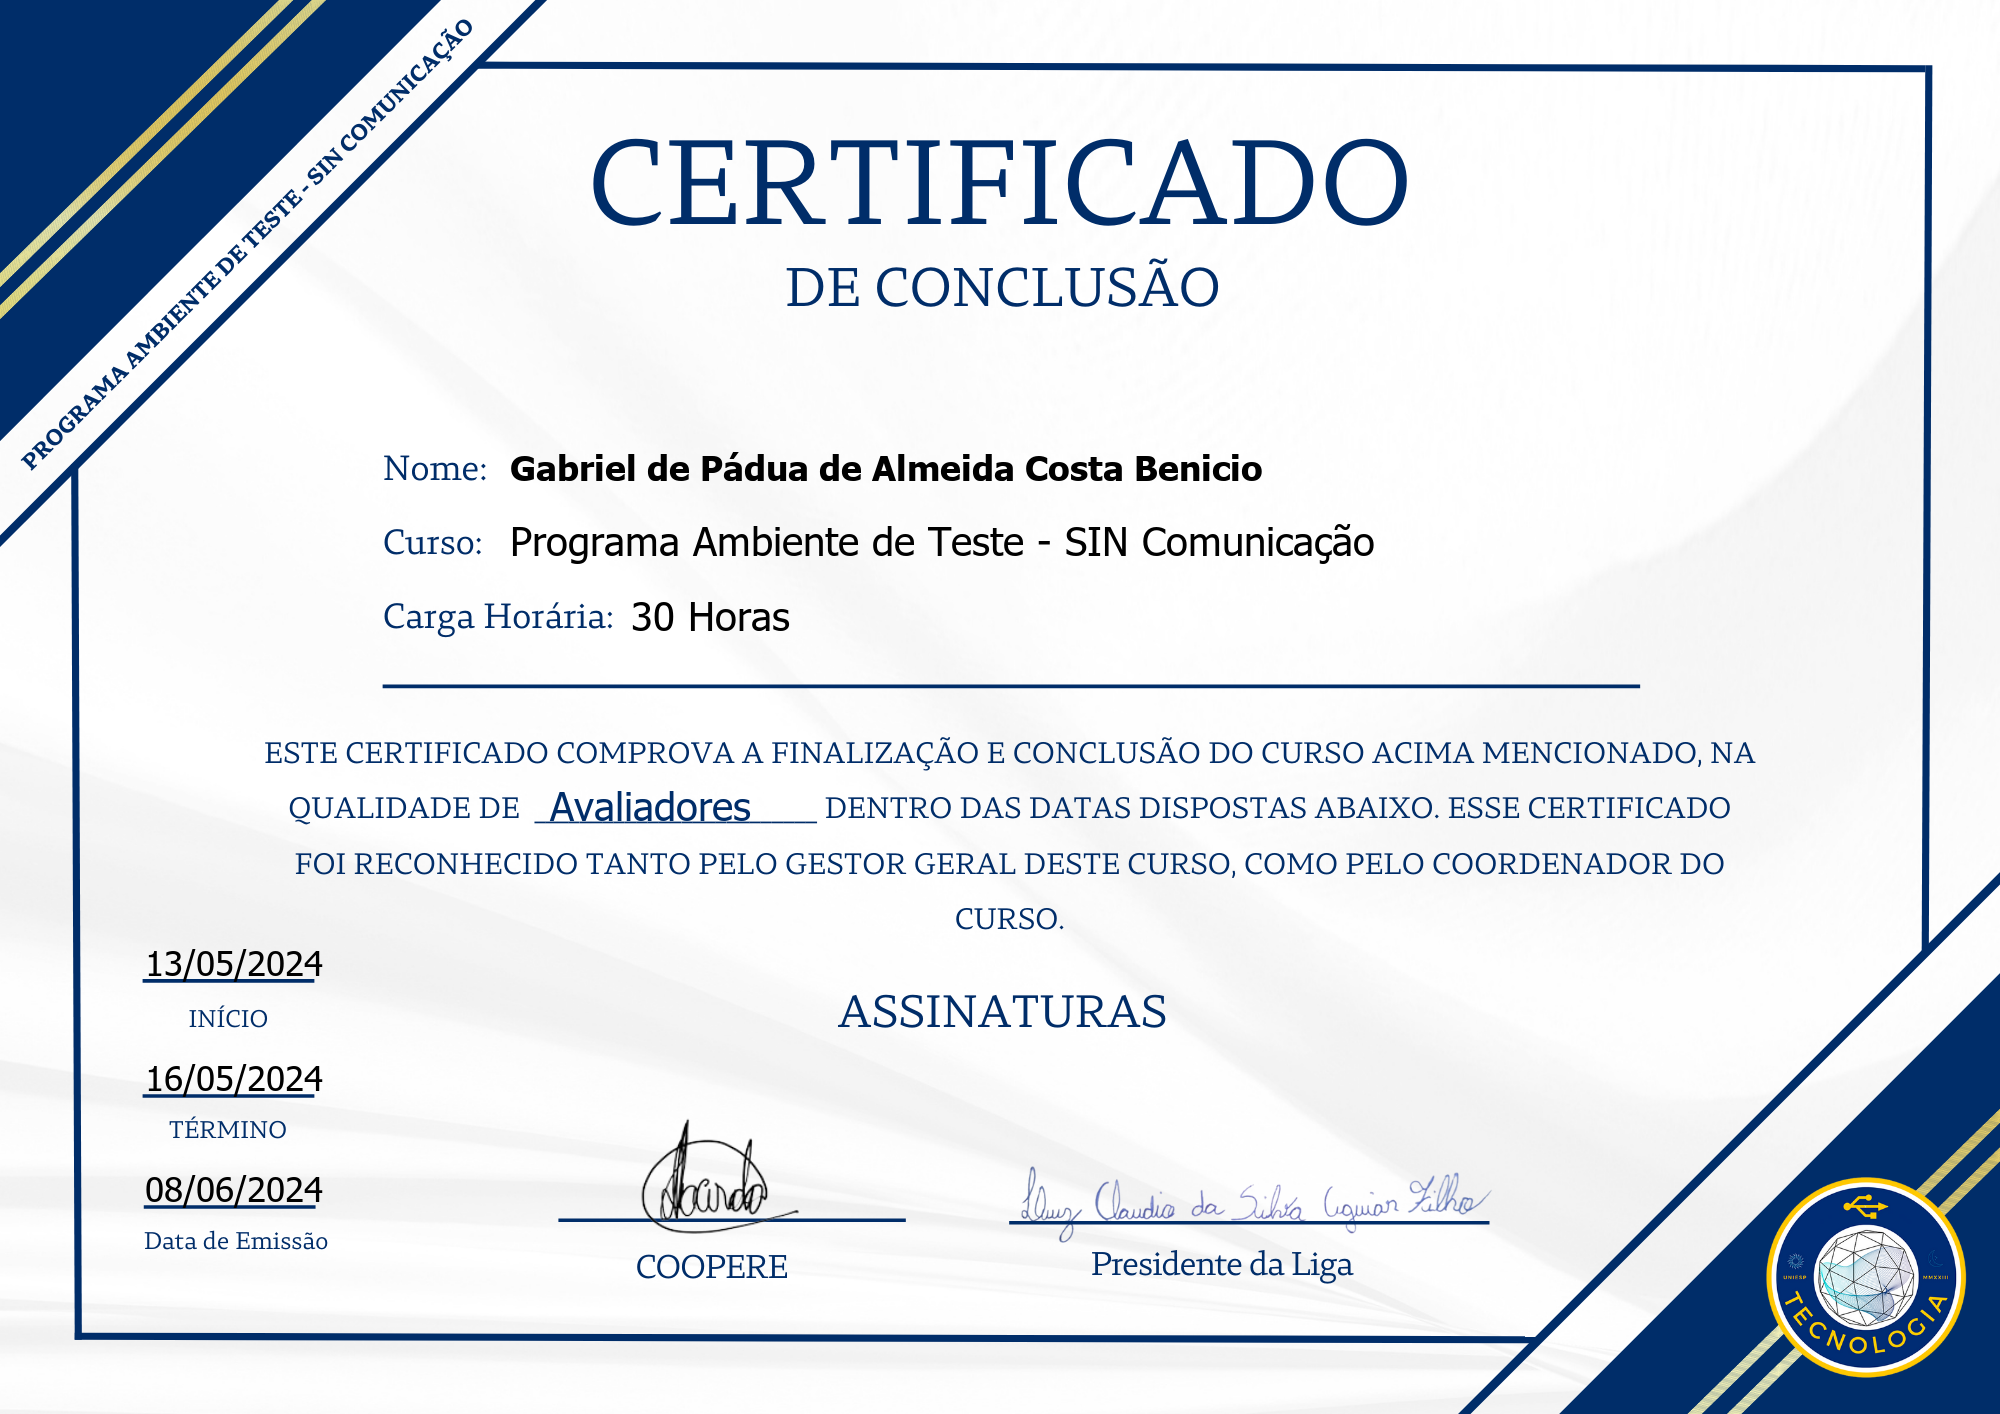 PROGRAMA AMBIENTE DE TESTE - SIN COMUNICAÇÃO
CERTIFICADO
DE CONCLUSÃO
Nome: Gabriel de Pádua de Almeida Costa Benicio
Curso: Programa Ambiente de Teste - SIN Comunicação
Carga Horária: 30 Horas
ESTE CERTIFICADO COMPROVA A FINALIZAÇÃO E CONCLUSÃO DO CURSO ACIMA MENCIONADO, NA
QUALIDADE DE Avaliadores DENTRO DAS DATAS DISPOSTAS ABAIXO. ESSE CERTIFICADO
FOI RECONHECIDO TANTO PELO GESTOR GERAL DESTE CURSO, COMO PELO COORDENADOR DO
CURSO.
13/05/2024
INÍCIO
16/05/2024
TÉRMINO
08/06/2024
Data de Emissão
ASSINATURAS
COOPERE
Claudio da Silva Aguiar Filho
Presidente da Liga
UNIESP
MMXXIII
TECNOLOGIA